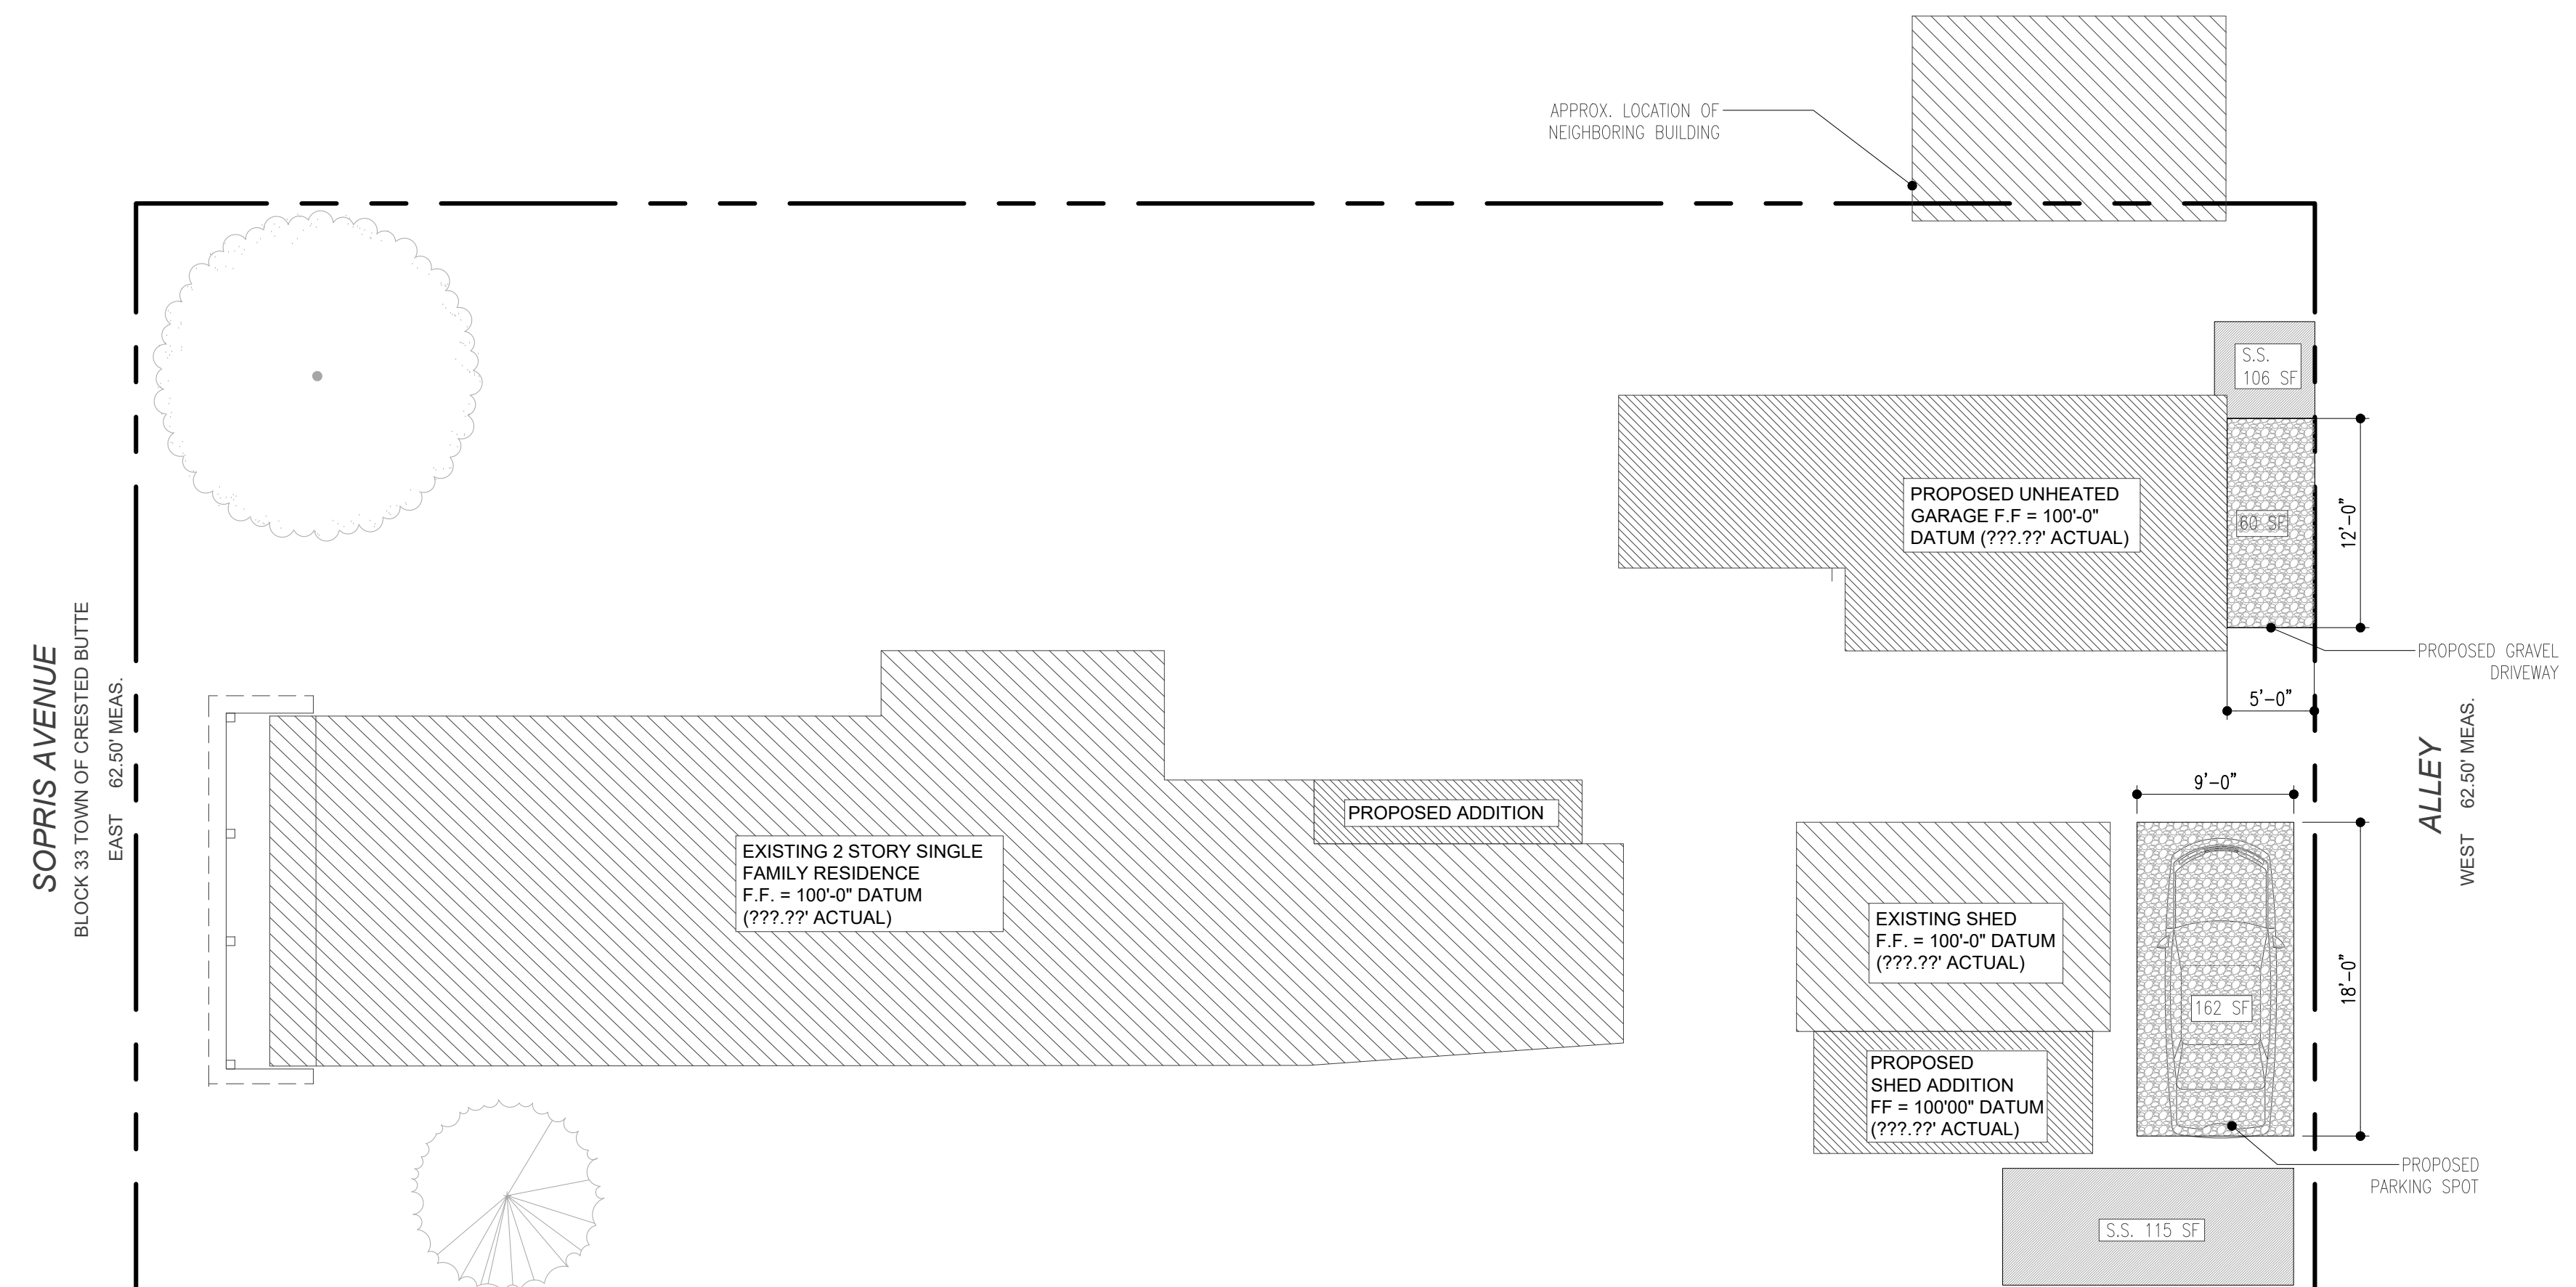 APPROX. LOCATION OF
NEIGHBORING BUILDING
S.S.
106 SF
PROPOSED UNHEATED
GARAGE F.F = 100'-0"
DATUM (???.??' ACTUAL)
60 SF
12'-0"
PROPOSED GRAVEL
DRIVEWAY
5'-0"
SOPRIS AVENUE
BLOCK 33 TOWN OF CRESTED BUTTE
EAST 62.50' MEAS.
ALLEY
WEST 62.50' MEAS.
9'-0"
PROPOSED ADDITION
EXISTING 2 STORY SINGLE
FAMILY RESIDENCE
F.F. = 100'-0" DATUM
(???.??' ACTUAL)
EXISTING SHED
F.F. = 100'-0" DATUM
(???.??' ACTUAL)
18'-0"
162 SF
PROPOSED
SHED ADDITION
FF = 100'00" DATUM
(???.??' ACTUAL)
PROPOSED
PARKING SPOT
S.S. 115 SF